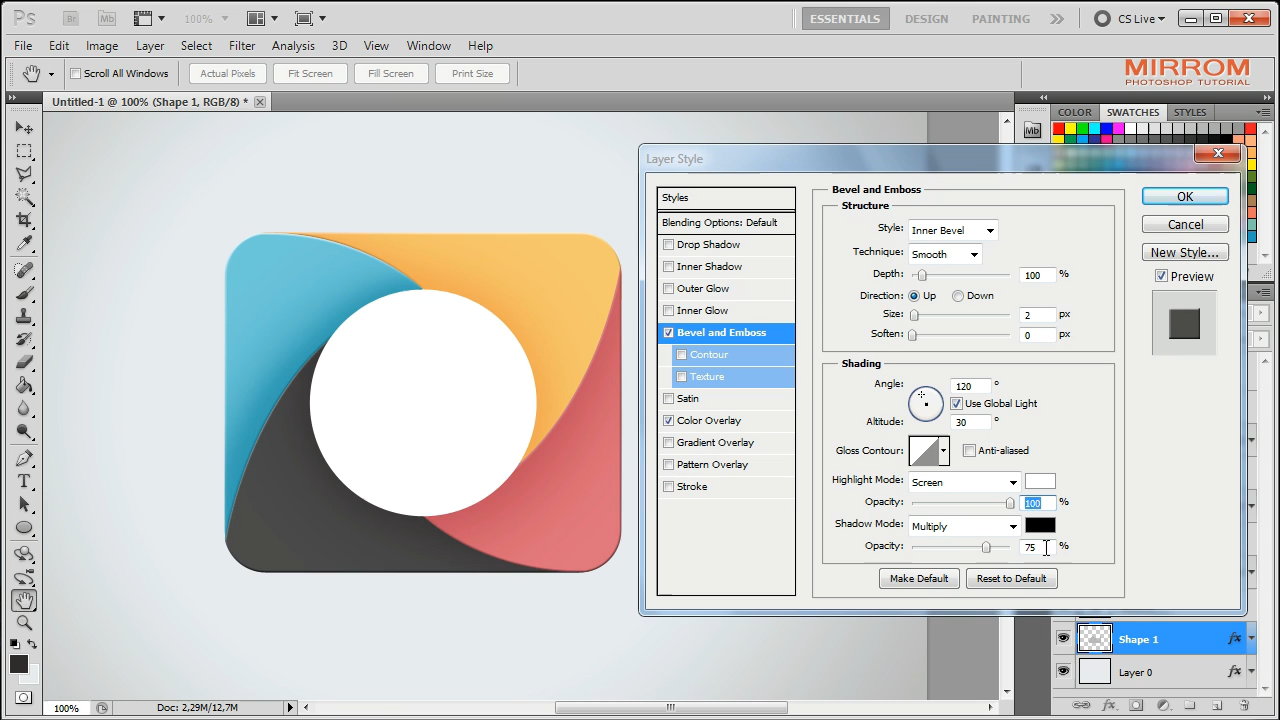 Ps Br Mb 100% ESSENTIALS DESIGN PAINTING CS Live
File Edit Image Layer Select Filter Analysis 3D View Window Help
Scroll All Windows Actual Pixels Fit Screen Fill Screen Print Size
MIRROM
PHOTOSHOP TUTORIAL
Untitled-1 @ 100% (Shape 1, RGB/8) *
COLOR SWATCHES STYLES
Mb
Layer Style
Styles
Blending Options: Default
Drop Shadow
Inner Shadow
Outer Glow
Inner Glow
Bevel and Emboss
Contour
Texture
Satin
Color Overlay
Gradient Overlay
Pattern Overlay
Stroke
Bevel and Emboss
Structure
Style: Inner Bevel
Technique: Smooth
Depth: 100 %
Direction: Up Down
Size: 2 px
Soften: 0 px
Shading
Angle: 120 °
Use Global Light
Altitude: 30 °
Gloss Contour: Anti-aliased
Highlight Mode: Screen
Opacity: 100 %
Shadow Mode: Multiply
Opacity: 75 %
Make Default Reset to Default
OK
Cancel
New Style...
Preview
Shape 1 fx
Layer 0 fx
fx.
T
100% Doc: 2,29M/12,7M